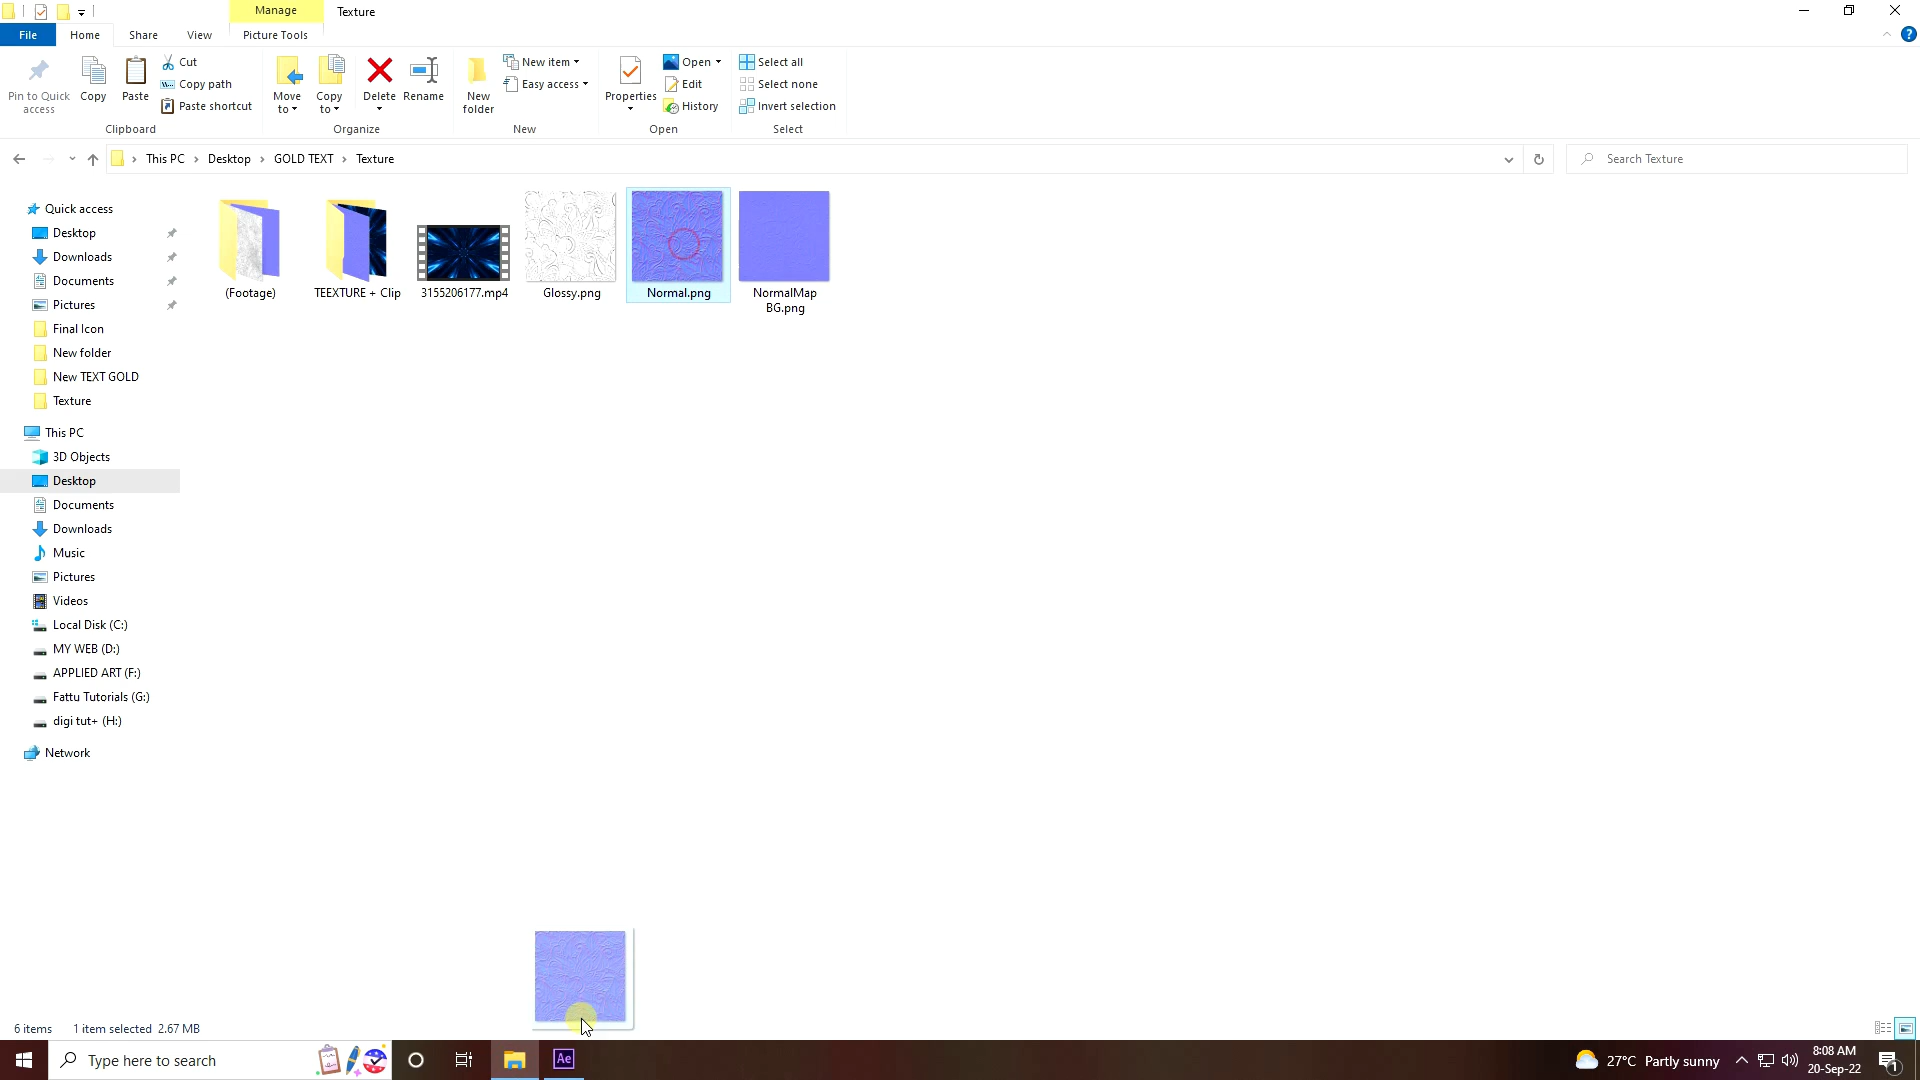 Manage
Texture
File
Home
Share
View
Picture Tools
Pin to Quick access
Copy
Paste
Cut
Copy path
Paste shortcut
Move to
Copy to
Delete
Rename
New folder
New item
Easy access
Properties
Open
Edit
History
Select all
Select none
Invert selection
Clipboard
Organize
New
Open
Select
This PC
Desktop
GOLD TEXT
Texture
Search Texture
Quick access
Desktop
Downloads
Documents
Pictures
Final Icon
New folder
New TEXT GOLD
Texture
This PC
3D Objects
Desktop
Documents
Downloads
Music
Pictures
Videos
Local Disk (C:)
MY WEB (D:)
APPLIED ART (F:)
Fattu Tutorials (G:)
digi tut+ (H:)
Network
(Footage)
TEEXTURE + Clip
3155206177.mp4
Glossy.png
Normal.png
NormalMap
BG.png
6 items
1 item selected 2.67 MB
Type here to search
Ae
27°C Partly sunny
8:08 AM
20-Sep-22
1